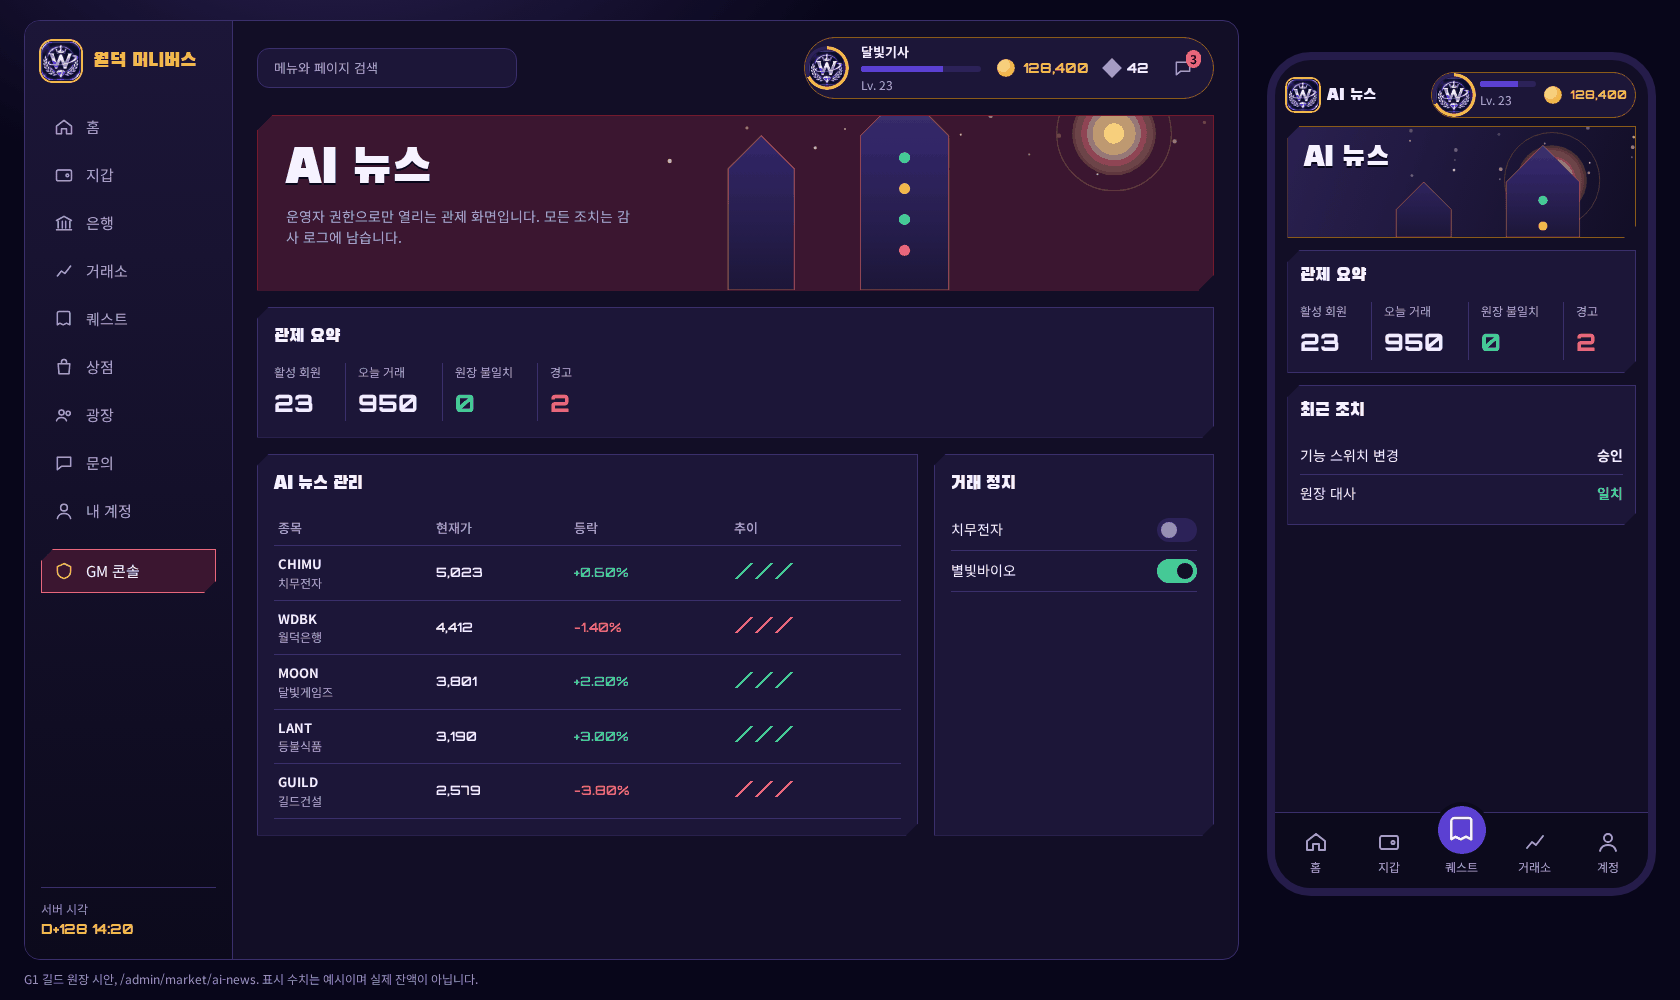 월덕 머니버스
홈
지갑
은행
거래소
퀘스트
상점
광장
문의
내 계정
GM 콘솔
서버 시각
D+128 14:20
메뉴와 페이지 검색
달빛기사
Lv. 23
128,400
42
3
AI 뉴스
운영자 권한으로만 열리는 관제 화면입니다. 모든 조치는 감
사 로그에 남습니다.
관제 요약
활성 회원 오늘 거래 원장 불일치 경고
23 950 0 2
AI 뉴스 관리
종목 현재가 등락 추이
CHIMU
치무전자
5,023 +0.60%
WDBK
월덕은행
4,412 -1.40%
MOON
달빛게임즈
3,801 +2.20%
LANT
등불식품
3,190 +3.00%
GUILD
길드건설
2,579 -3.80%
거래 정지
치무전자
별빛바이오
AI 뉴스
Lv. 23
128,400
AI 뉴스
관제 요약
활성 회원 오늘 거래 원장 불일치 경고
23 950 0 2
최근 조치
기능 스위치 변경 승인
원장 대사 일치
홈 지갑 퀘스트 거래소 계정
G1 길드 원장 시안, /admin/market/ai-news. 표시 수치는 예시이며 실제 잔액이 아닙니다.